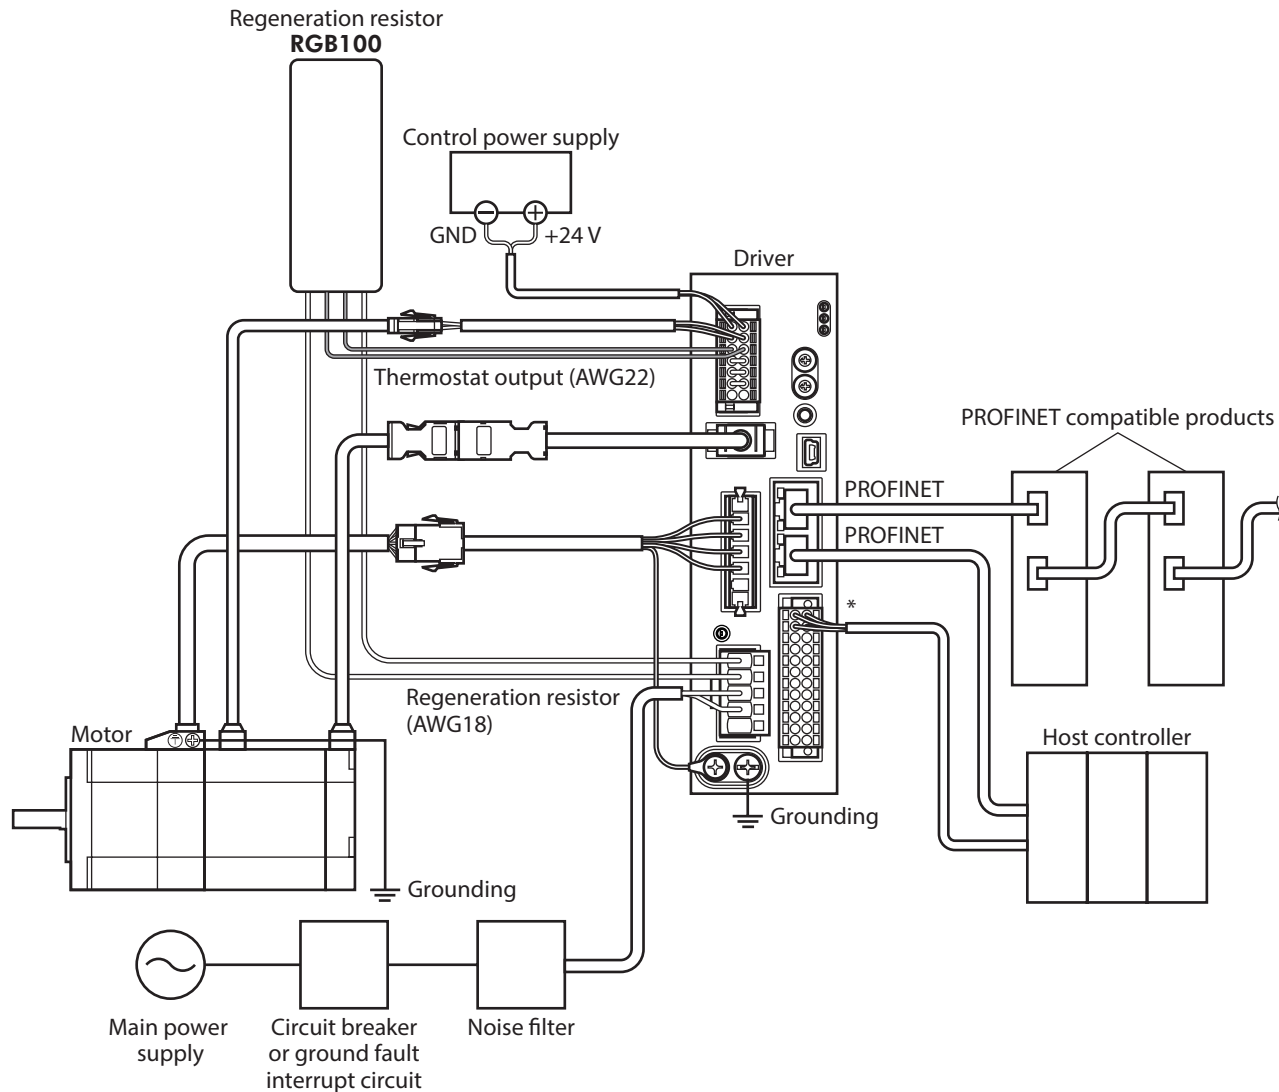 Regeneration resistor
RGB100
Control power supply
GND
+24 V
Driver
Thermostat output (AWG22)
PROFINET compatible products
PROFINET
PROFINET
*
Regeneration resistor
(AWG18)
Motor
Host controller
Grounding
Grounding
Main power
supply
Circuit breaker
or ground fault
interrupt circuit
Noise filter